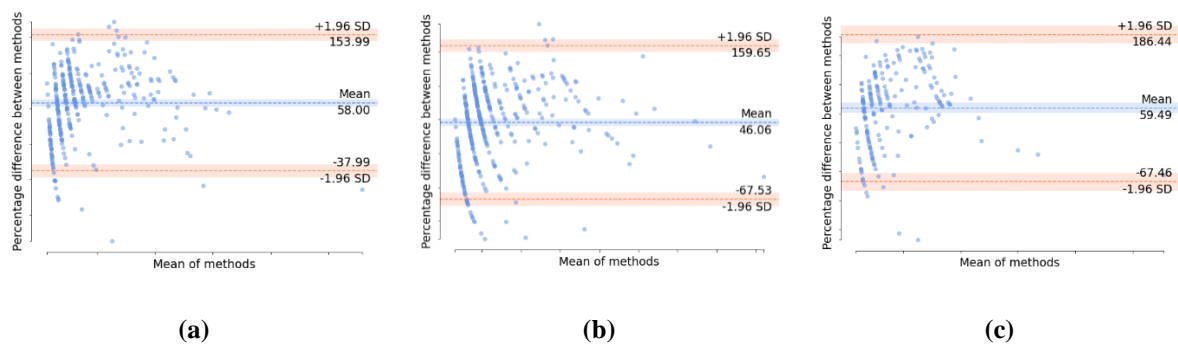 Percentage difference between methods
+1.96 SD
153.99
Mean
58.00
-37.99
-1.96 SD
Mean of methods
(a)
Percentage difference between methods
+1.96 SD
159.65
Mean
46.06
-67.53
-1.96 SD
Mean of methods
(b)
Percentage difference between methods
+1.96 SD
186.44
Mean
59.49
-67.46
-1.96 SD
Mean of methods
(c)